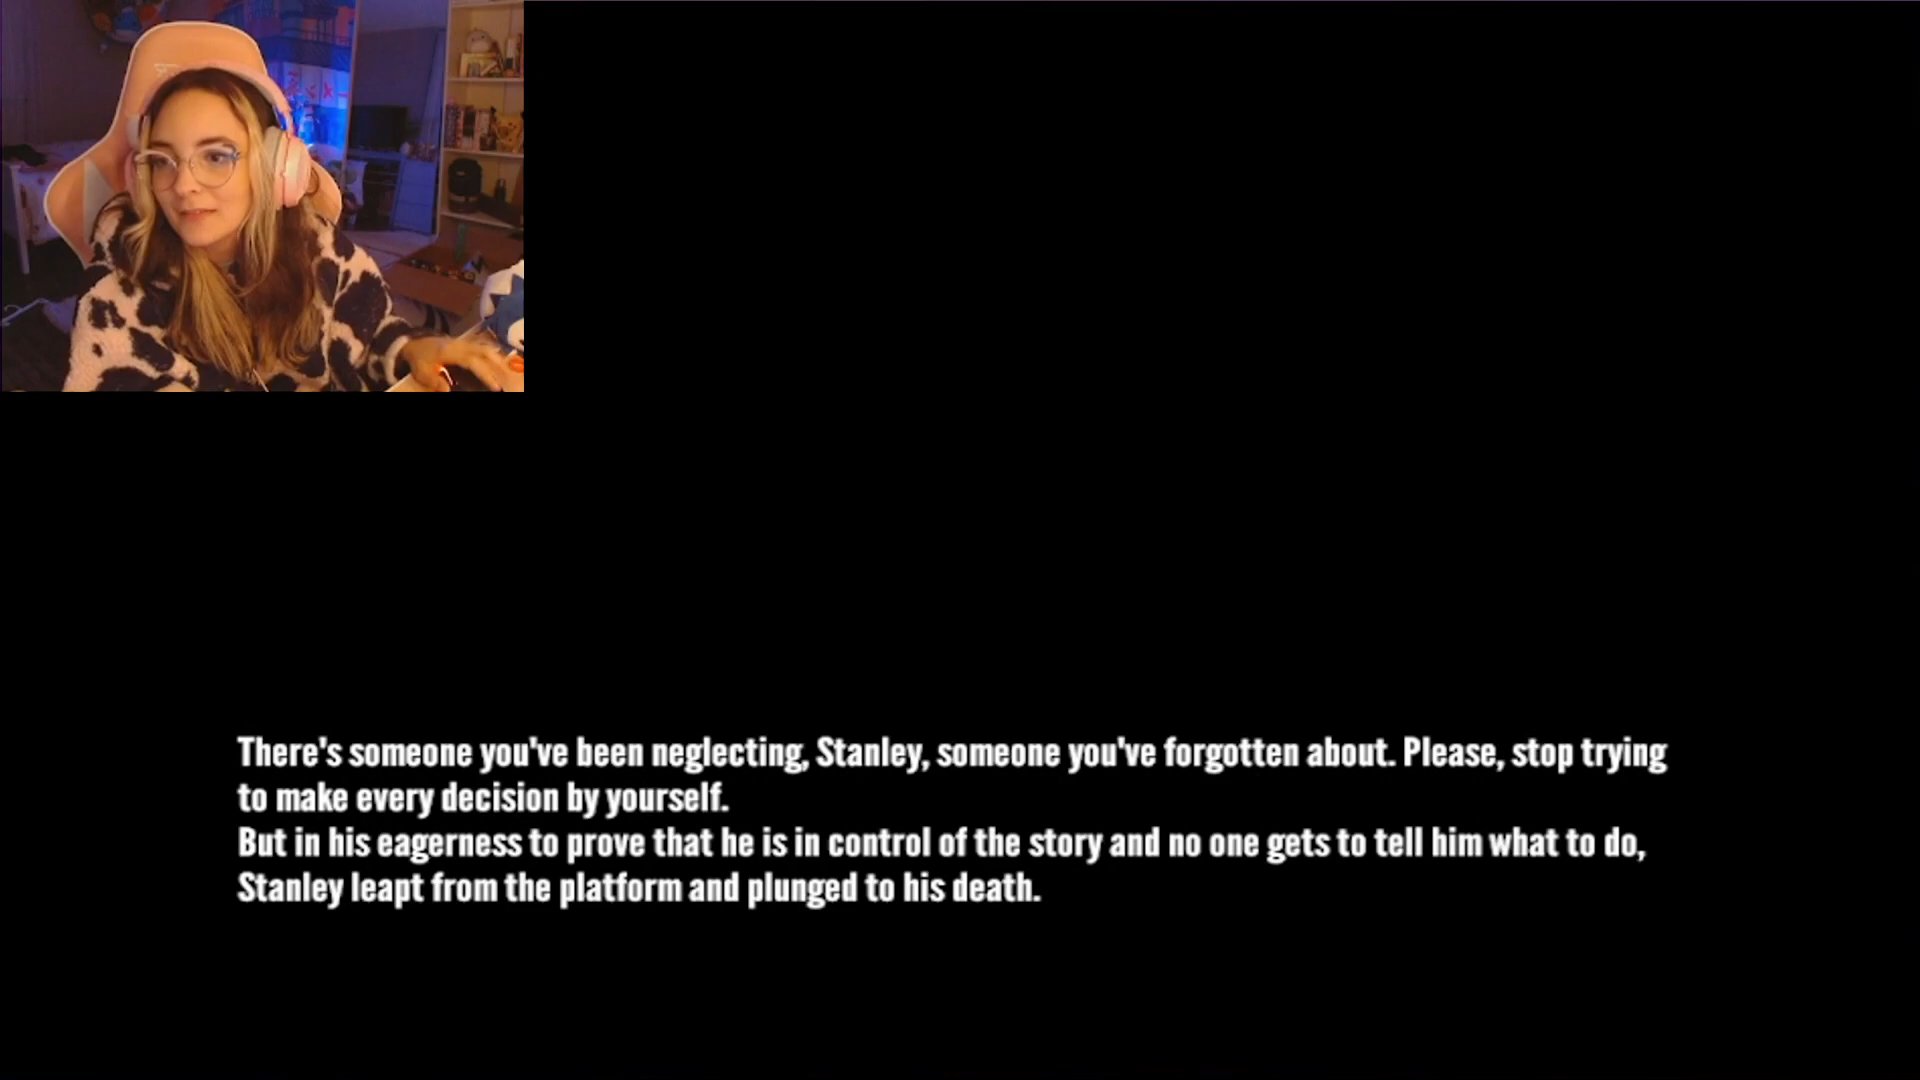 There's someone you've been neglecting, Stanley, someone you've forgotten about. Please, stop trying
to make every decision by yourself.
But in his eagerness to prove that he is in control of the story and no one gets to tell him what to do,
Stanley leapt from the platform and plunged to his death.